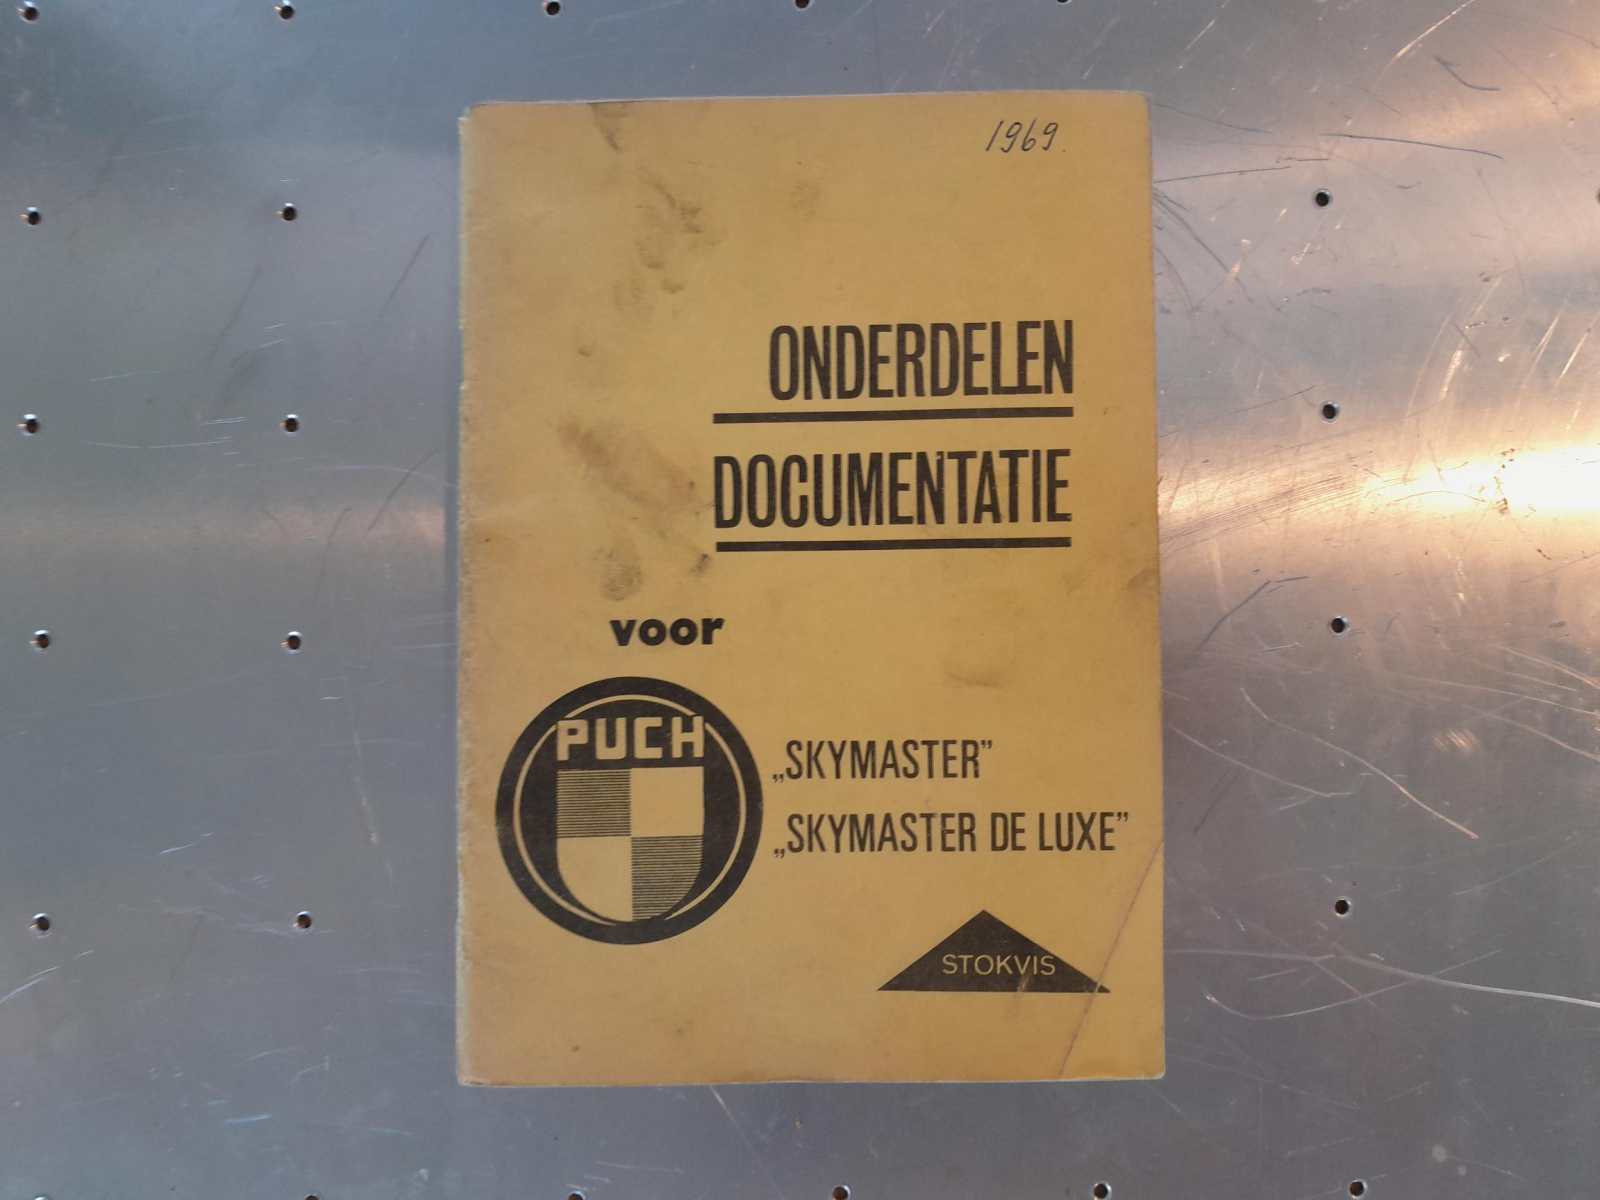 1969.
ONDERDELEN
DOCUMENTATIE
voor
PUCH
„SKYMASTER”
„SKYMASTER DE LUXE”
STOKVIS